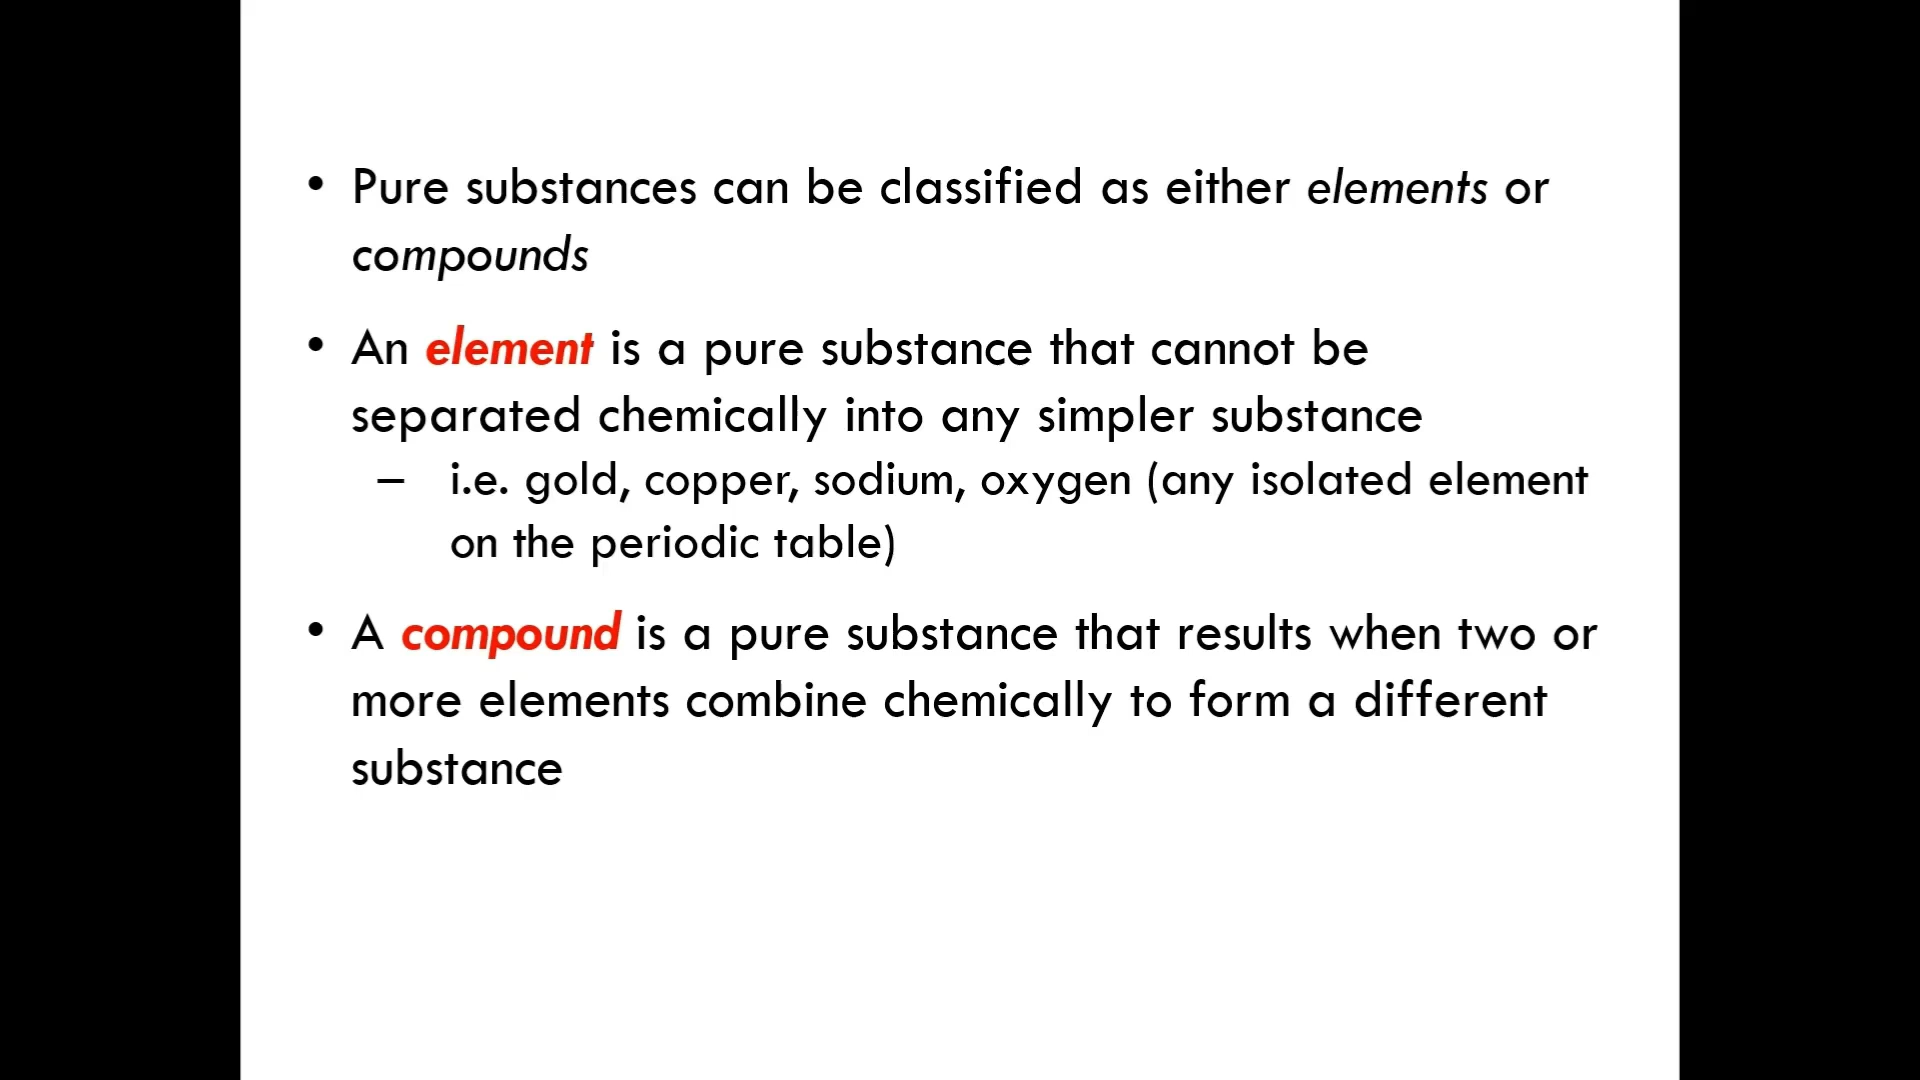 • Pure substances can be classified as either elements or
compounds
• An element is a pure substance that cannot be
separated chemically into any simpler substance
– i.e. gold, copper, sodium, oxygen (any isolated element
on the periodic table)
• A compound is a pure substance that results when two or
more elements combine chemically to form a different
substance